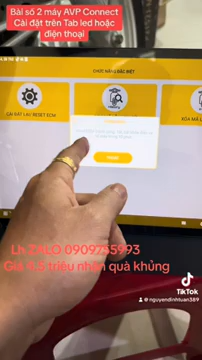 Bài số 2 máy AVP Connect
Cài đặt trên Tab led hoặc
điện thoại
CHỨC NĂNG ĐẶC BIỆT
CÀI ĐẶT LẠI/ RESET ECM
XÓA MÃ L
Lh ZALO 0909755993
Giá 5.5 triệu nhận quà khủng
TikTok
@nguyendinhtuan389